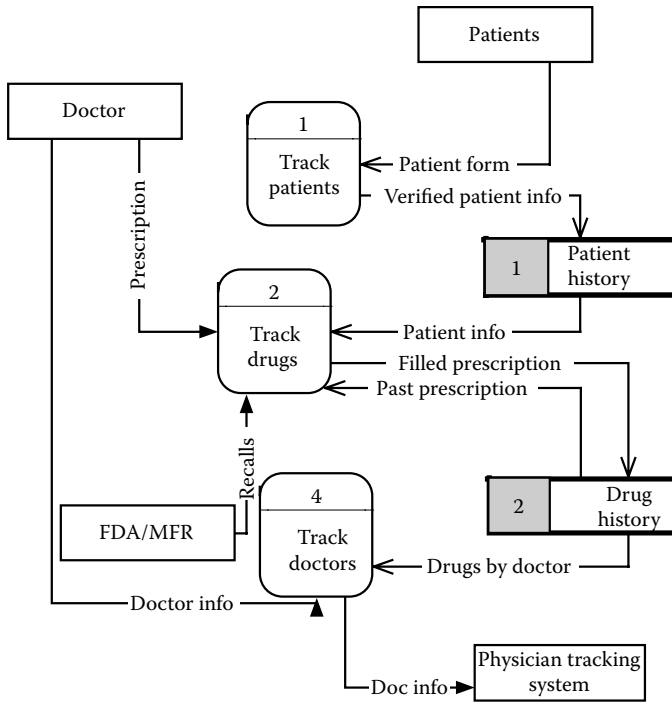 Patients
Doctor
1
Track
patients
Patient form
Verified patient info
Prescription
1
Patient
history
2
Track
drugs
Patient info
Filled prescription
Past prescription
Recalls
4
Track
doctors
2
Drug
history
FDA/MFR
Drugs by doctor
Doctor info
Physician tracking
system
Doc info